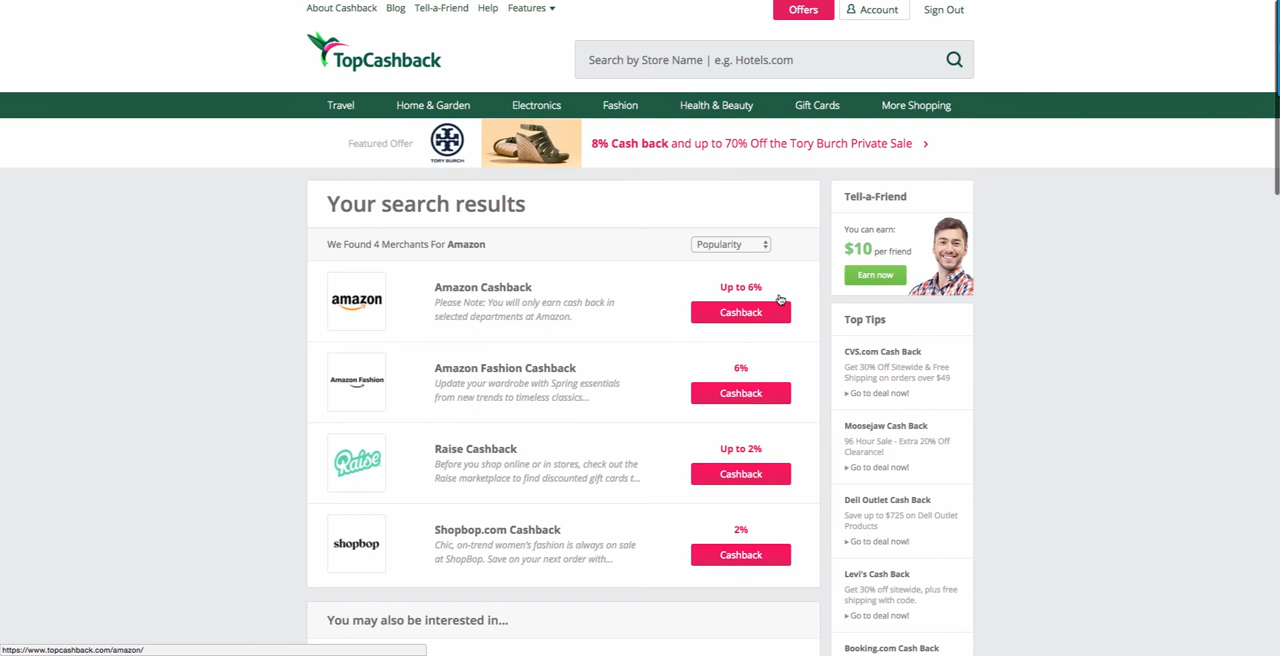 About Cashback Blog Tell-a-Friend Help Features
Offers Account Sign Out
TopCashback
Search by Store Name | e.g. Hotels.com
Travel Home & Garden Electronics Fashion Health & Beauty Gift Cards More Shopping
Featured Offer
TORY BURCH
8% Cash back and up to 70% Off the Tory Burch Private Sale
Your search results
We Found 4 Merchants For Amazon
Popularity
amazon
Amazon Cashback
Please Note: You will only earn cash back in
selected departments at Amazon.
Up to 6%
Cashback
Amazon Fashion
Amazon Fashion Cashback
Update your wardrobe with Spring essentials
from new trends to timeless classics...
6%
Cashback
Raise
Raise Cashback
Before you shop online or in stores, check out the
Raise marketplace to find discounted gift cards t...
Up to 2%
Cashback
shopbop
Shopbop.com Cashback
Chic, on-trend women's fashion is always on sale
at ShopBop. Save on your next order with...
2%
Cashback
You may also be interested in...
Tell-a-Friend
You can earn:
$10 per friend
Earn now
Top Tips
CVS.com Cash Back
Get 30% Off Sitewide & Free
Shipping on orders over $49
Go to deal now!
Moosejaw Cash Back
96 Hour Sale - Extra 20% Off
Clearance!
Go to deal now!
Dell Outlet Cash Back
Save up to $725 on Dell Outlet
Products
Go to deal now!
Levi's Cash Back
Get 30% off sitewide, plus free
shipping with code.
Go to deal now!
Booking.com Cash Back
https://www.topcashback.com/amazon/